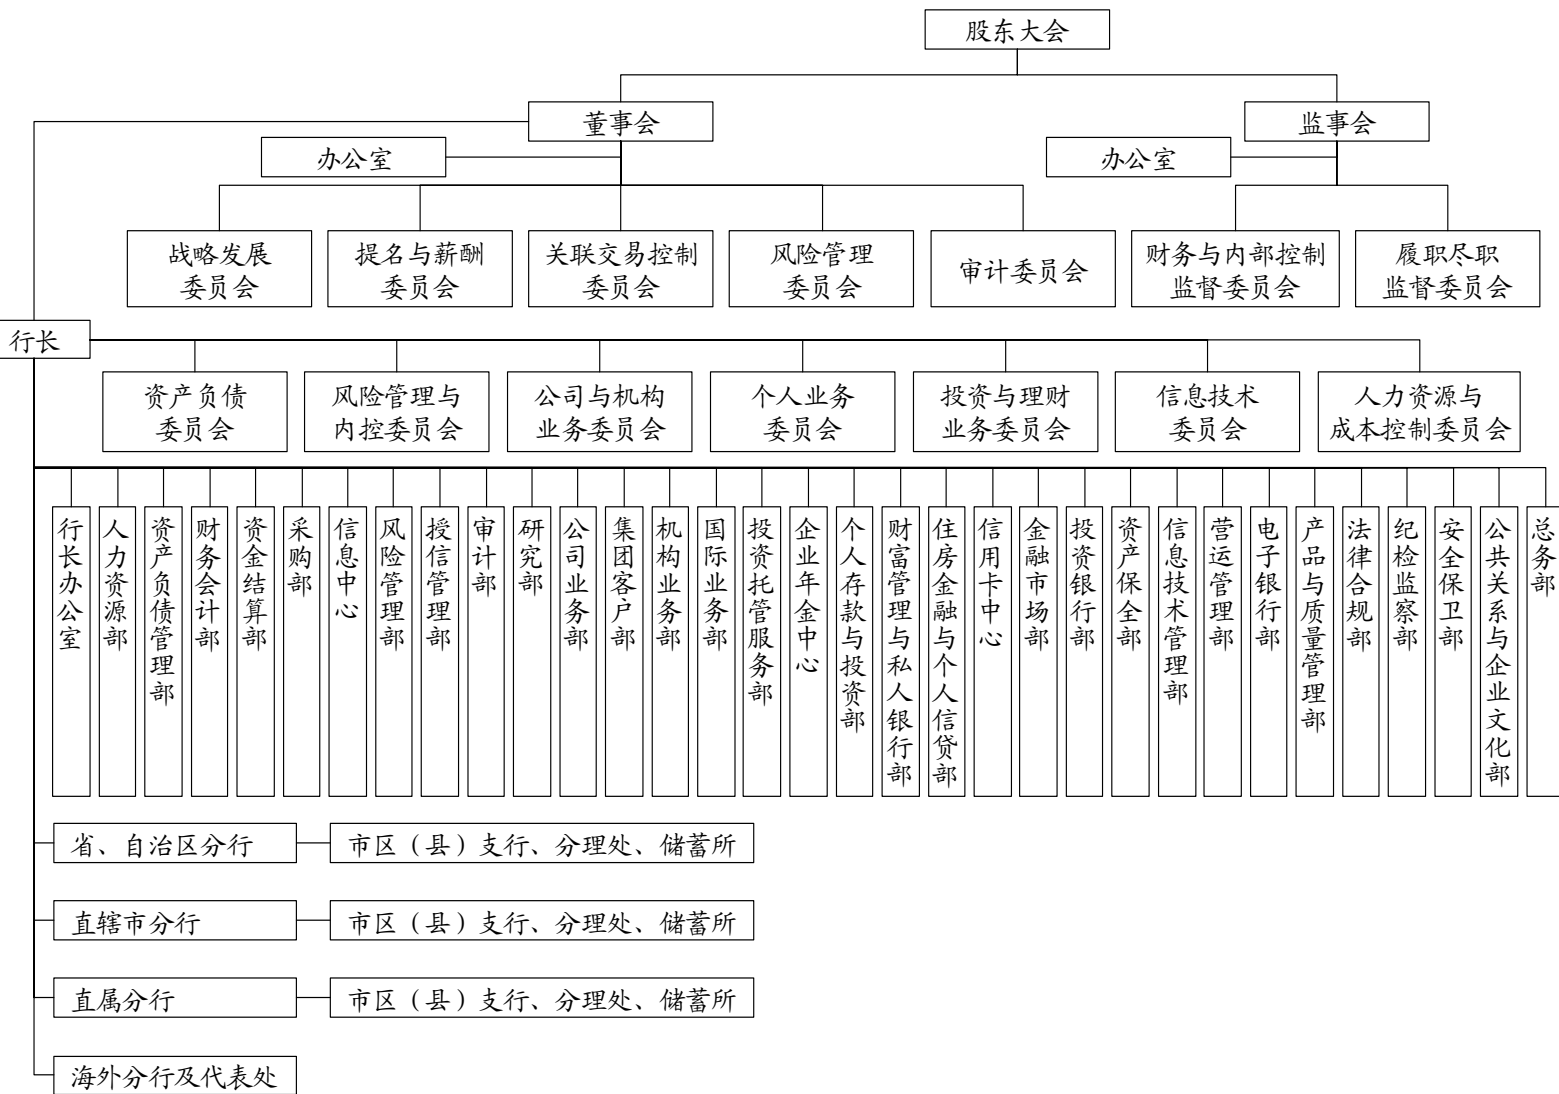 股东大会
董事会
监事会
办公室
办公室
战略发展
委员会
提名与薪酬
委员会
关联交易控制
委员会
风险管理
委员会
审计委员会
财务与内部控制
监督委员会
履职尽职
监督委员会
行长
资产负债
委员会
风险管理与
内控委员会
公司与机构
业务委员会
个人业务
委员会
投资与理财
业务委员会
信息技术
委员会
人力资源与
成本控制委员会
行长办公室
人力资源部
资产负债管理部
财务会计部
资金结算部
采购部
信息中心
风险管理部
授信管理部
审计部
研究部
公司业务部
集团客户部
机构业务部
国际业务部
投资托管服务部
企业年金中心
个人存款与投资部
财富管理与私人银行部
住房金融与个人信贷部
信用卡中心
金融市场部
投资银行部
资产保全部
信息技术管理部
营运管理部
电子银行部
产品与质量管理部
法律合规部
纪检监察部
安全保卫部
公共关系与企业文化部
总务部
省、自治区分行
市区（县）支行、分理处、储蓄所
直辖市分行
市区（县）支行、分理处、储蓄所
直属分行
市区（县）支行、分理处、储蓄所
海外分行及代表处